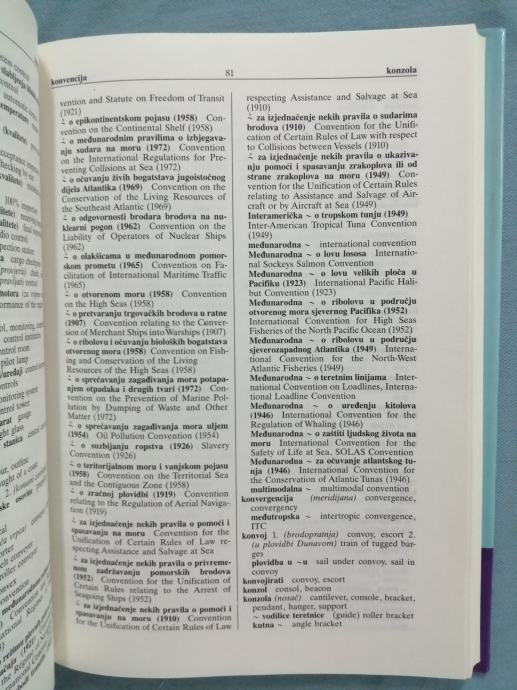 konvencija
81
konzola
vention and Statute on Freedom of Transit
(1921)
~ o epikontinentskom pojasu (1958) Con-
vention on the Continental Shelf (1958)
~ o međunarodnim pravilima o izbjegava-
nju sudara na moru (1972) Convention
on the International Regulations for Pre-
venting Collisions at Sea (1972)
~ o očuvanju živih bogatstava jugoistočnog
dijela Atlantika (1969) Convention on the
Conservation of the Living Resources of
the Southeast Atlantic (1969)
~ o odgovornosti brodara brodova na nu-
klearni pogon (1962) Convention on the
Liability of Operators of Nuclear Ships
(1962)
~ o olakšicama u međunarodnom pomor-
skom prometu (1965) Convention on Fa-
cilitation of International Maritime Traffic
(1965)
~ o otvorenom moru (1958) Convention
on the High Seas (1958)
~ o pretvaranju trgovačkih brodova u ratne
(1907) Convention relating to the Conver-
sion of Merchant Ships into Warships (1907)
~ o ribolovu i očuvanju bioloških bogatstava
otvorenog mora (1958) Convention on Fish-
ing and Conservation of the Living
Resources of the High Seas (1958)
~ o sprečavanju zagađivanja mora potapa-
njem otpadaka i drugih tvari (1972) Con-
vention on the Prevention of Marine Pol-
lution by Dumping of Waste and Other
Matter (1972)
~ o sprečavanju zagađivanja mora uljem
(1954) Oil Pollution Convention (1954)
~ o suzbijanju ropstva (1926) Slavery
Convention (1926)
~ o teritorijalnom moru i vanjskom pojasu
(1958) Convention on the Territorial Sea
and the Contiguous Zone (1958)
~ o zračnoj plovidbi (1919) Convention
relating to the Regulation of Aerial Naviga-
tion (1919)
~ za izjednačenje nekih pravila o pomoći i
spašavanju na moru Convention for the
Unification of Certain Rules of Law re-
specting Assistance and Salvage at Sea
~ za izjednačenje nekih pravila o privreme-
nom zadržavanju pomorskih brodova
(1952) Convention for the Unification of
Certain Rules relating to the Arrest of
Seagoing Ships (1952)
~ za izjednačenje nekih pravila o pomoći i
spašavanju na moru (1910) Convention
for the Unification of Certain Rules of Law
respecting Assistance and Salvage at Sea
(1910)
~ za izjednačenje nekih pravila o sudarima
brodova (1910) Convention for the Unifi-
cation of Certain Rules of Law with respect
to Collisions between Vessels (1910)
~ za izjednačenje nekih pravila o ukaziva-
nju pomoći i spasavanju zrakoplova ili od
strane zrakoplova na moru (1949) Con-
vention for the Unification of Certain Rules
relating to Assistance and Salvage of Air-
craft or by Aircraft at Sea (1949)
Interamerička ~ o tropskom tunju (1949)
Inter-American Tropical Tuna Convention
(1949)
međunarodna ~ international convention
Međunarodna ~ o lovu lososa Internatio-
nal Sockeys Salmon Convention
Međunarodna ~ o lovu velikih ploča u
Pacifiku (1923) International Pacific Hali-
but Convention (1923)
Međunarodna ~ o ribolovu u području
otvorenog mora sjevernog Pacifika (1952)
International Convention for High Seas
Fisheries of the North Pacific Ocean (1952)
Međunarodna ~ o ribolovu u području
sjeverozapadnog Atlantika (1949) Interna-
tional Convention for the North-West
Atlantic Fisheries (1949)
Međunarodna ~ o teretnim linijama Inter-
national Convention on Loadlines, Interna-
tional Loadline Convention
Međunarodna ~ o uređenju kitolova
(1946) International Convention for the
Regulation of Whaling (1946)
Međunarodna ~ o zaštiti ljudskog života na
moru International Convention for the
Safety of Life at Sea, SOLAS Convention
Međunarodna ~ za očuvanje atlantskog tu-
nja (1946) International Convention for
the Conservation of Atlantic Tunas (1946)
multimodalna ~ multimodal convention
konvergencija (meridijana) convergence,
convergency
međutropska ~ intertropic convergence,
ITC
konvoj 1. (brodopratnja) convoy, escort 2.
(u plovidbi Dunavom) train of tugged bar-
ges
plovidba u ~u sail under convoy, sail in
convoy
konvojirati convoy, escort
konzol consol, beacon
konzola (nosač) cantilever, console, bracket,
pendant, hanger, support
~ vodilice teretnice (guide) roller bracket
kutna ~ angle bracket